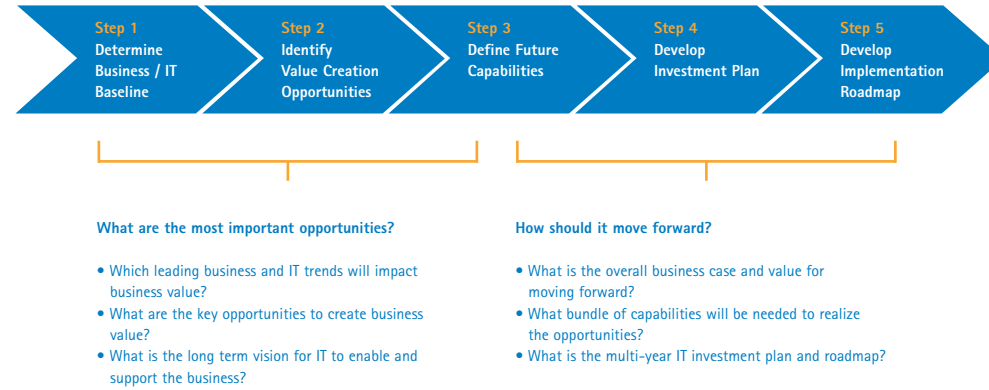 Step 1
Determine
Business / IT
Baseline
Step 2
Identify
Value Creation
Opportunities
Step 3
Define Future
Capabilities
Step 4
Develop
Investment Plan
Step 5
Develop
Implementation
Roadmap
What are the most important opportunities?
• Which leading business and IT trends will impact
business value?
• What are the key opportunities to create business
value?
• What is the long term vision for IT to enable and
support the business?
How should it move forward?
• What is the overall business case and value for
moving forward?
• What bundle of capabilities will be needed to realize
the opportunities?
• What is the multi-year IT investment plan and roadmap?